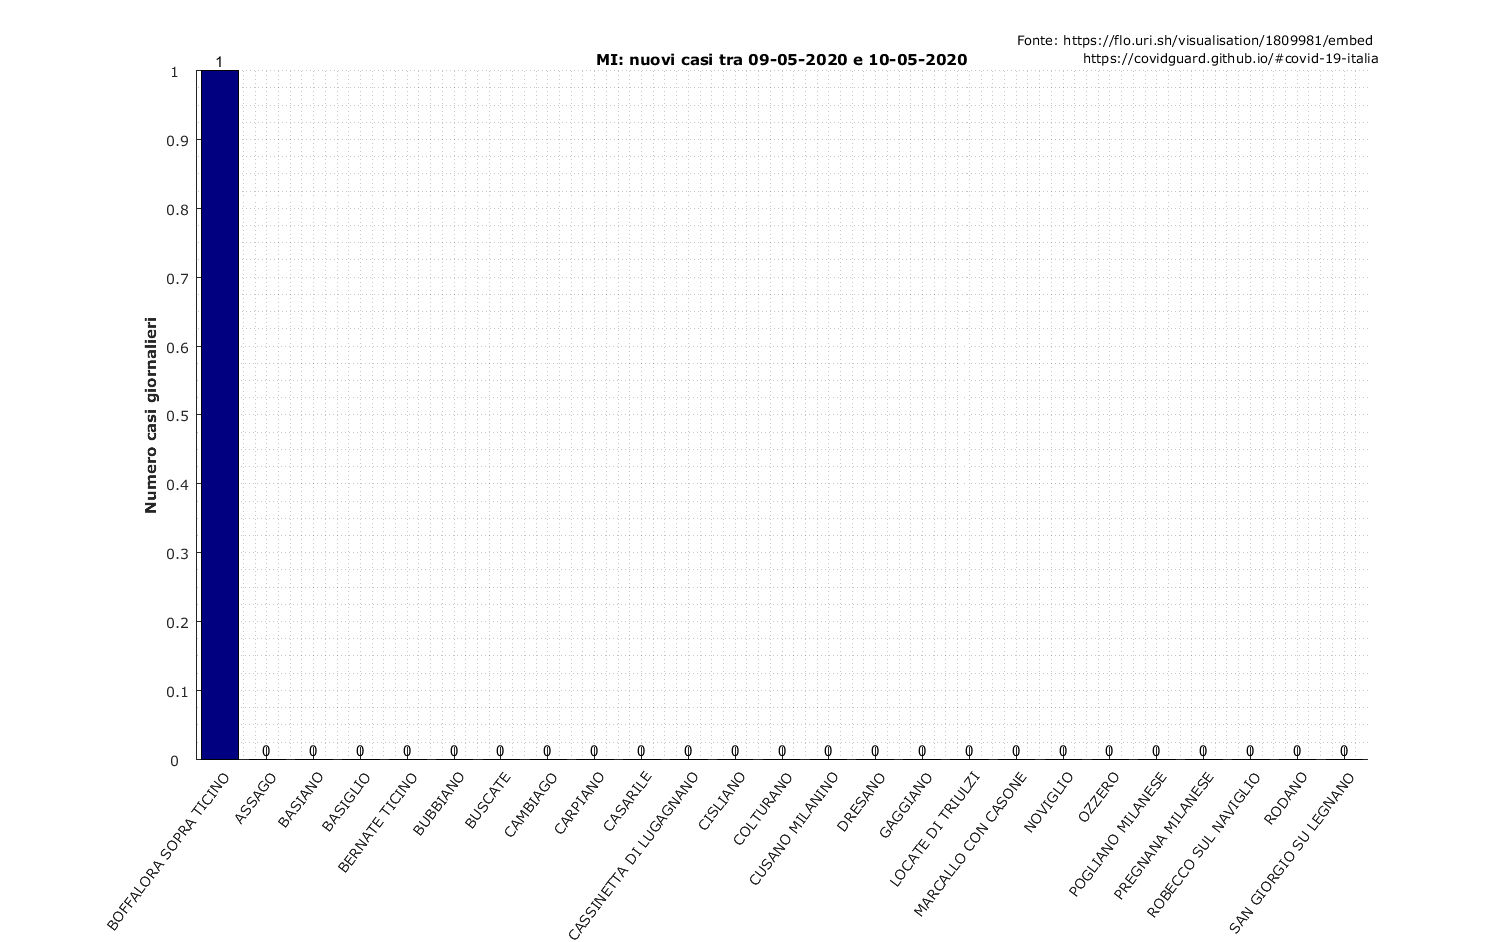 Fonte: https://flo.uri.sh/visualisation/1809981/embed
https://covidguard.github.io/#covid-19-italia
MI: nuovi casi tra 09-05-2020 e 10-05-2020
Numero casi giornalieri
1
0.9
0.8
0.7
0.6
0.5
0.4
0.3
0.2
0.1
0
1
0 0 0 0 0 0 0 0 0 0 0 0 0 0 0 0 0 0 0 0 0 0 0 0
BOFFALORA SOPRA TICINO
ASSAGO
BASIANO
BASIGLIO
BERNATE TICINO
BUBBIANO
BUSCATE
CAMBIAGO
CARPIANO
CASARILE
CASSINETTA DI LUGAGNANO
CISLIANO
COLTURANO
CUSANO MILANINO
DRESANO
GAGGIANO
LOCATE DI TRIULZI
MARCALLO CON CASONE
NOVIGLIO
OZZERO
POGLIANO MILANESE
PREGNANA MILANESE
ROBECCO SUL NAVIGLIO
RODANO
SAN GIORGIO SU LEGNANO